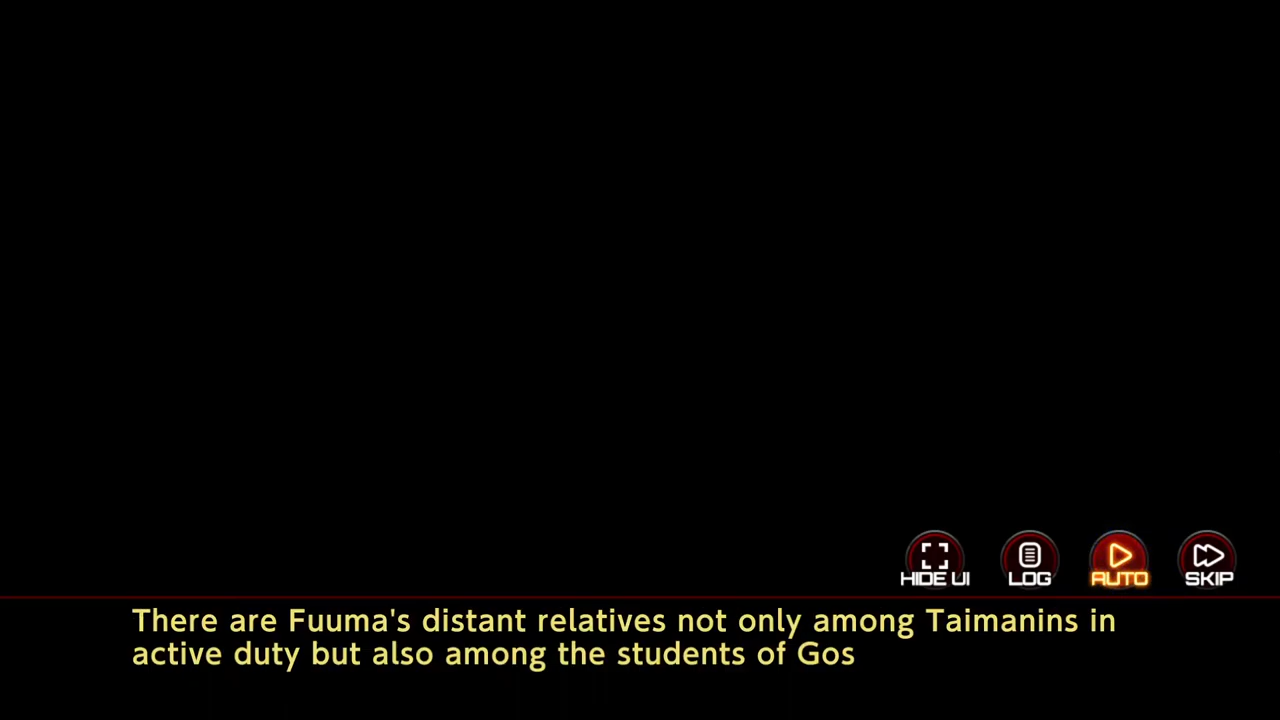 HIDE UI
LOG
AUTO
SKIP
There are Fuuma's distant relatives not only among Taimanins in
active duty but also among the students of Gos